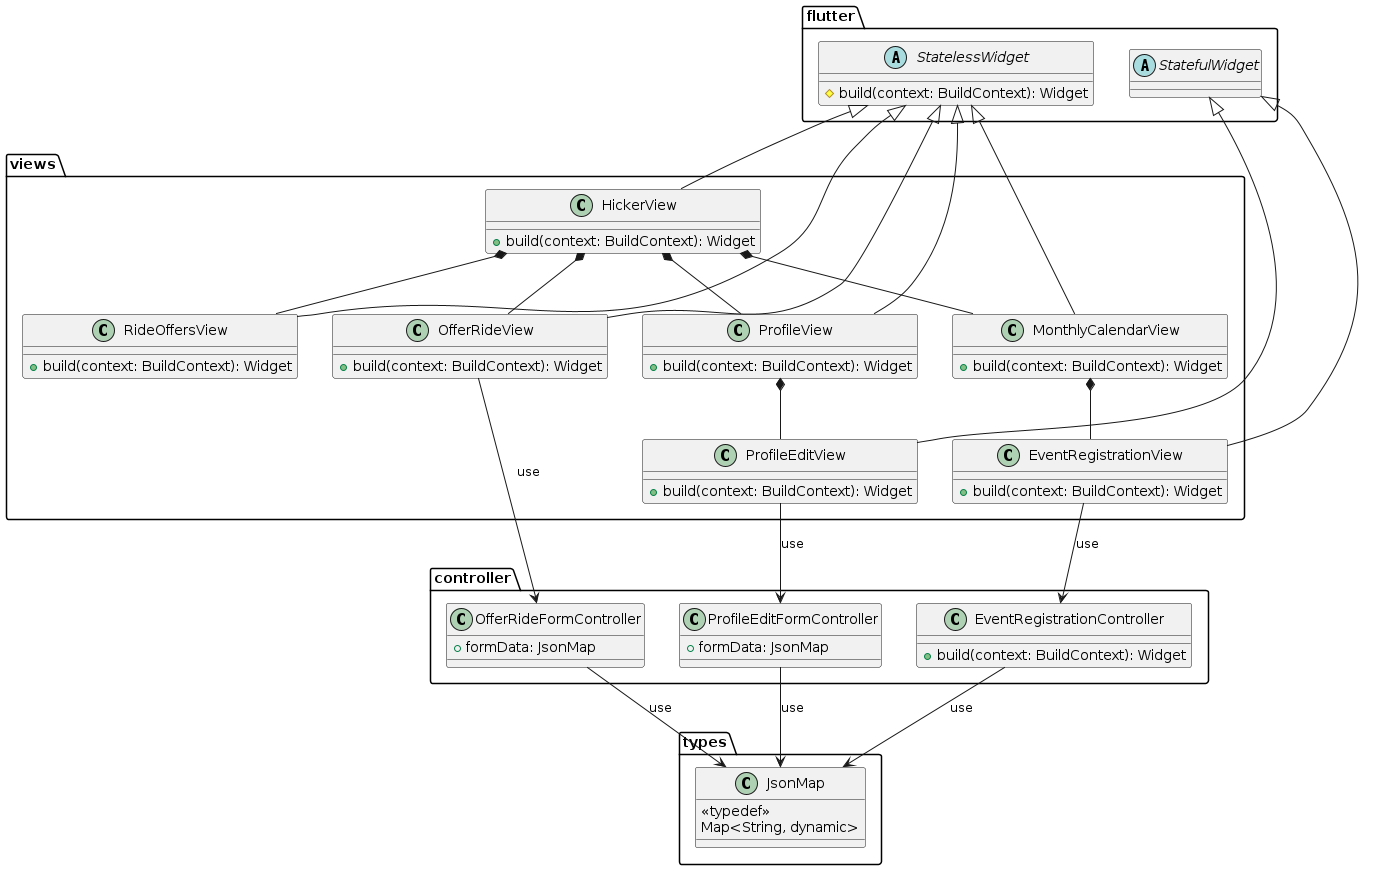 flutter
A StatelessWidget
build(context: BuildContext): Widget
A StatefulWidget
views
C HickerView
build(context: BuildContext): Widget
C RideOffersView
build(context: BuildContext): Widget
C OfferRideView
build(context: BuildContext): Widget
C ProfileView
build(context: BuildContext): Widget
C MonthlyCalendarView
build(context: BuildContext): Widget
C ProfileEditView
build(context: BuildContext): Widget
C EventRegistrationView
build(context: BuildContext): Widget
use
use
use
controller
C OfferRideFormController
formData: JsonMap
C ProfileEditFormController
formData: JsonMap
C EventRegistrationController
build(context: BuildContext): Widget
use
use
use
types
C JsonMap
«typedef»
Map<String, dynamic>